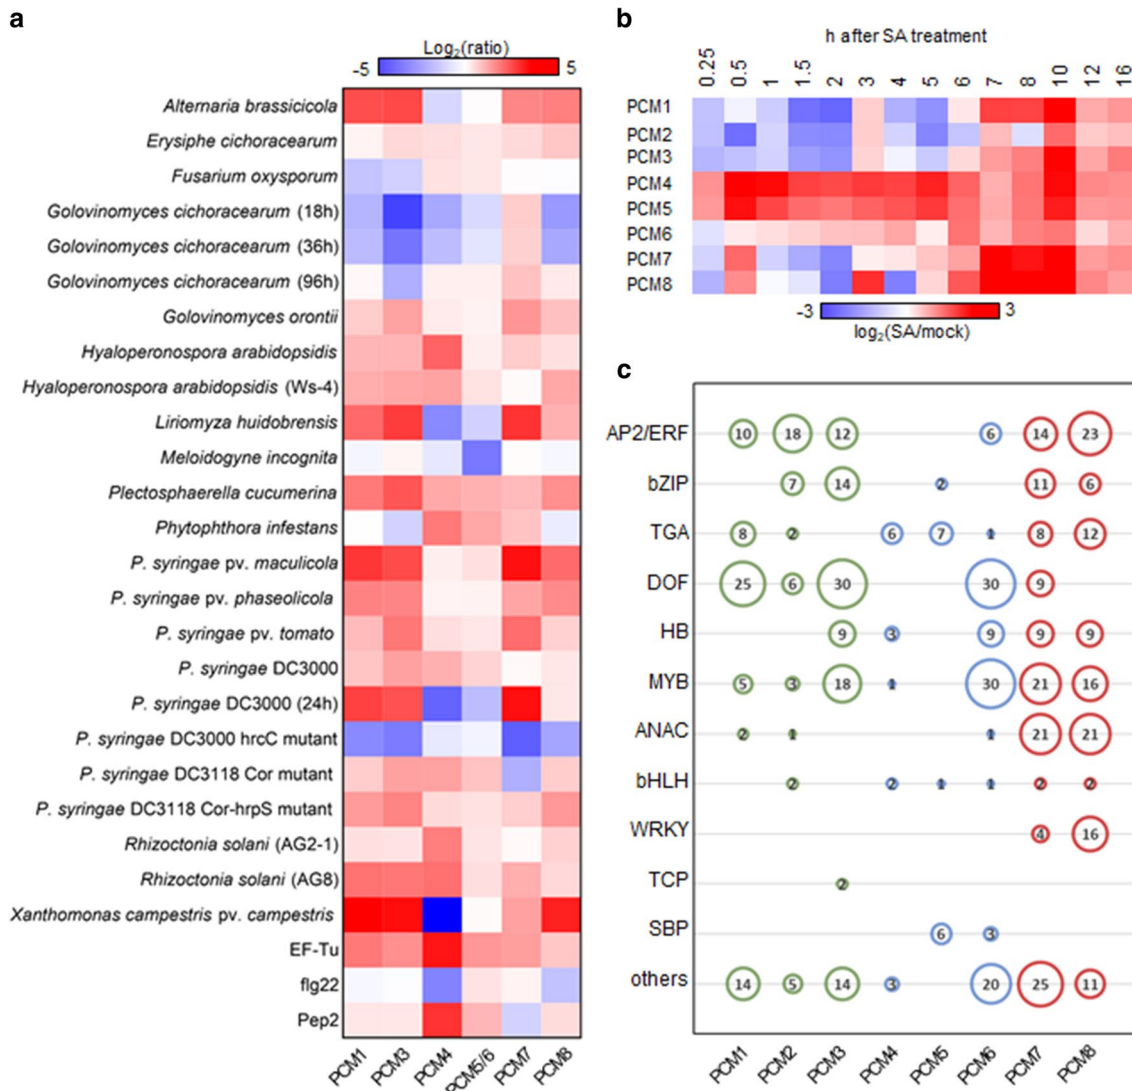 a
Log2(ratio)
-5 5
Alternaria brassicicola
Erysiphe cichoracearum
Fusarium oxysporum
Golovinomyces cichoracearum (18h)
Golovinomyces cichoracearum (36h)
Golovinomyces cichoracearum (96h)
Golovinomyces orontii
Hyaloperonospora arabidopsidis
Hyaloperonospora arabidopsidis (Ws-4)
Liriomyza huidobrensis
Meloidogyne incognita
Plectosphaerella cucumerina
Phytophthora infestans
P. syringae pv. maculicola
P. syringae pv. phaseolicola
P. syringae pv. tomato
P. syringae DC3000
P. syringae DC3000 (24h)
P. syringae DC3000 hrcC mutant
P. syringae DC3118 Cor mutant
P. syringae DC3118 Cor-hrpS mutant
Rhizoctonia solani (AG2-1)
Rhizoctonia solani (AG8)
Xanthomonas campestris pv. campestris
EF-Tu
flg22
Pep2
PCM1 PCM3 PCM4 PCM5/6 PCM7 PCM8
b
h after SA treatment
0.25 0.5 1 1.5 2 3 4 5 6 7 8 10 12 16
PCM1
PCM2
PCM3
PCM4
PCM5
PCM6
PCM7
PCM8
-3 3
log2(SA/mock)
c
AP2/ERF 10 18 12 6 14 23
bZIP 7 14 2 11 6
TGA 8 2 6 7 1 8 12
DOF 25 6 30 30 9
HB 9 3 9 9 9
MYB 5 3 18 1 30 21 16
ANAC 2 1 1 21 21
bHLH 2 2 1 1 2 2
WRKY 4 16
TCP 2
SBP 6 3
others 14 5 14 3 20 25 11
PCM1 PCM2 PCM3 PCM4 PCM5 PCM6 PCM7 PCM8